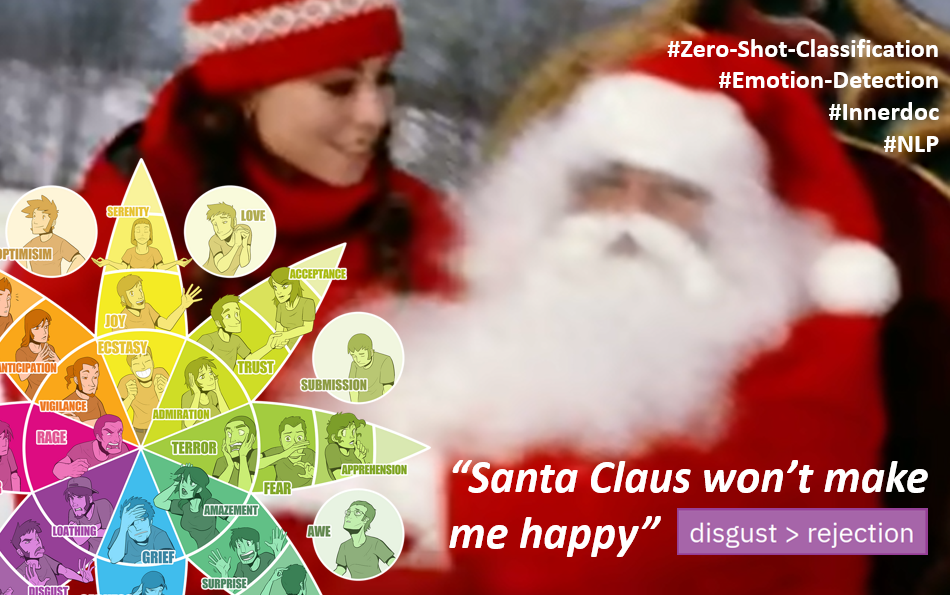 #Zero-Shot-Classification
#Emotion-Detection
#Innerdoc
#NLP
SERENITY
LOVE
OPTIMISIM
ACCEPTANCE
JOY
ECSTASY
TRUST
ANTICIPATION
SUBMISSION
VIGILANCE
ADMIRATION
RAGE
TERROR
APPREHENSION
FEAR
AMAZEMENT
LOATHING
AWE
GRIEF
SURPRISE
DISGUST
“Santa Claus won’t make
me happy” disgust > rejection